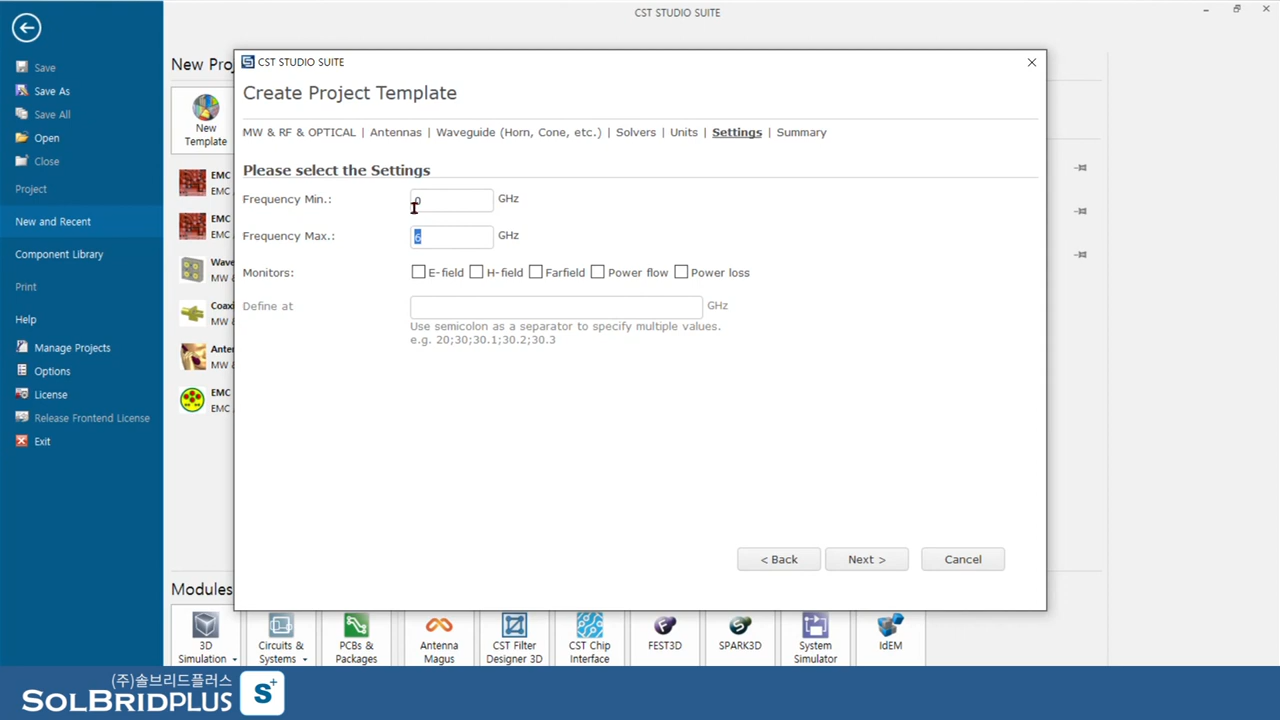 CST STUDIO SUITE
Save
Save As
Save All
Open
Close
Project
New and Recent
Component Library
Print
Help
Manage Projects
Options
License
Release Frontend License
Exit
New Proj
New
Template
EMC
EMC
EMC
EMC
Wave
MW &
Coaxi
MW &
Anten
MW &
EMC
EMC
CST STUDIO SUITE
Create Project Template
MW & RF & OPTICAL | Antennas | Waveguide (Horn, Cone, etc.) | Solvers | Units | Settings | Summary
Please select the Settings
Frequency Min.: 0 GHz
Frequency Max.: 6 GHz
Monitors: E-field H-field Farfield Power flow Power loss
Define at GHz
Use semicolon as a separator to specify multiple values.
e.g. 20;30;30.1;30.2;30.3
< Back Next > Cancel
Modules
3D
Simulation
Circuits &
Systems
PCBs &
Packages
Antenna
Magus
CST Filter
Designer 3D
CST Chip
Interface
FEST3D
SPARK3D
System
Simulator
IdEM
(주)솔브리드플러스
SOLBRIDPLUS
S+